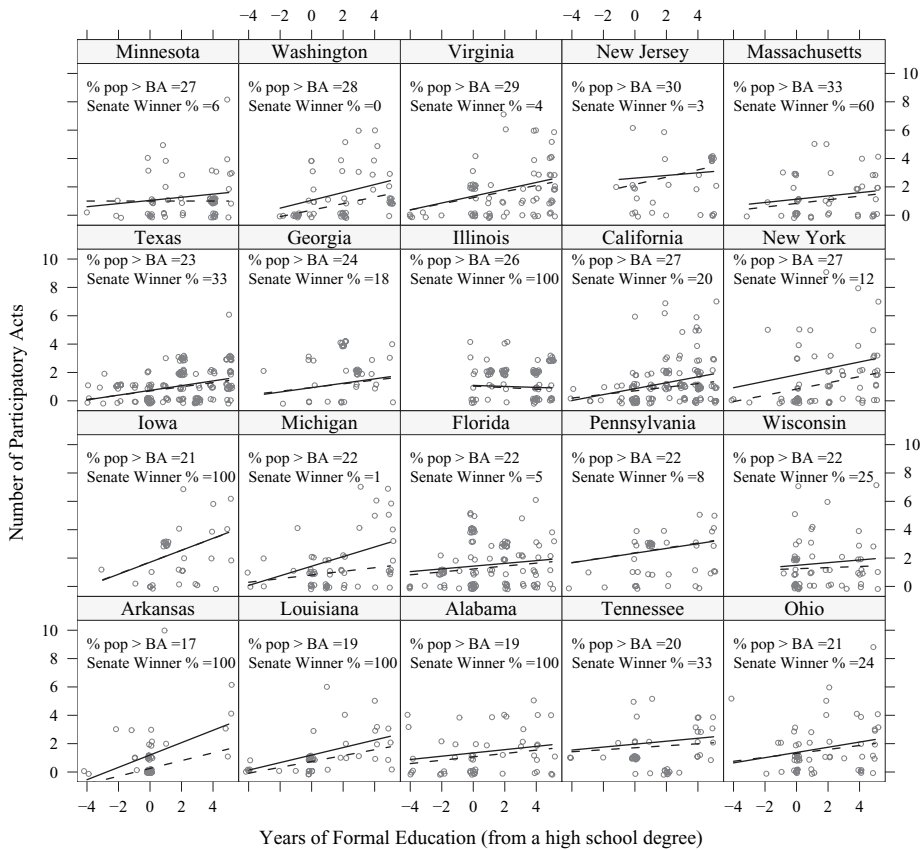 −4 0 2 4 −4 0 2 4
Minnesota Washington Virginia New Jersey Massachusetts
% pop > BA =27 % pop > BA =28 % pop > BA =29 % pop > BA =30 % pop > BA =33
Senate Winner % =6 Senate Winner % =0 Senate Winner % =4 Senate Winner % =3 Senate Winner % =60
10
8
6
4
2
0
Texas Georgia Illinois California New York
% pop > BA =23 % pop > BA =24 % pop > BA =26 % pop > BA =27 % pop > BA =27
Senate Winner % =33 Senate Winner % =18 Senate Winner % =100 Senate Winner % =20 Senate Winner % =12
10
8
6
4
2
0
Iowa Michigan Florida Pennsylvania Wisconsin
% pop > BA =21 % pop > BA =22 % pop > BA =22 % pop > BA =22 % pop > BA =22
Senate Winner % =100 Senate Winner % =1 Senate Winner % =5 Senate Winner % =8 Senate Winner % =25
10
8
6
4
2
0
Arkansas Louisiana Alabama Tennessee Ohio
% pop > BA =17 % pop > BA =19 % pop > BA =19 % pop > BA =20 % pop > BA =21
Senate Winner % =100 Senate Winner % =100 Senate Winner % =100 Senate Winner % =33 Senate Winner % =24
10
8
6
4
2
0
−4 0 2 4 −4 0 2 4 −4 0 2 4
Number of Participatory Acts
Years of Formal Education (from a high school degree)